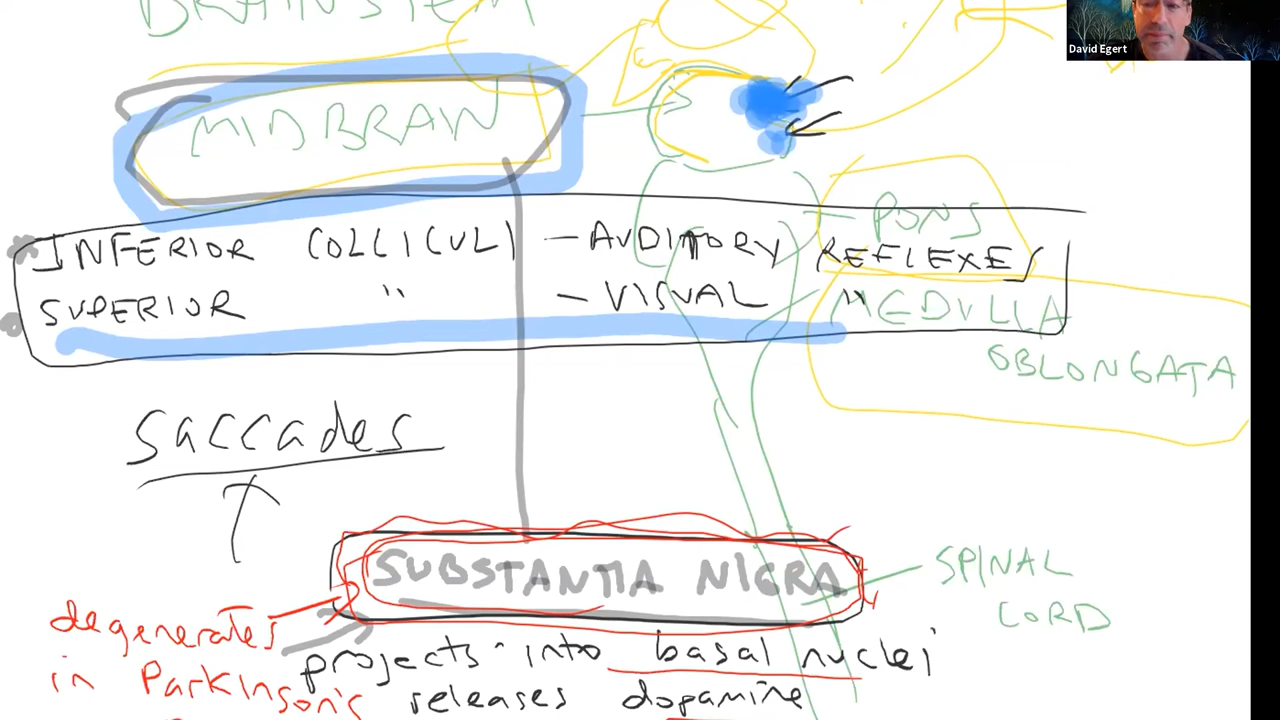 BRAINSTEM
David Egert
MIDBRAIN
PONS
INFERIOR COLLICULI – AUDITORY REFLEXES
SUPERIOR " – VISUAL "
MEDULLA
OBLONGATA
saccades
SUBSTANTIA NIGRA
SPINAL
CORD
degenerates
in Parkinson's
projects into basal nuclei
releases dopamine